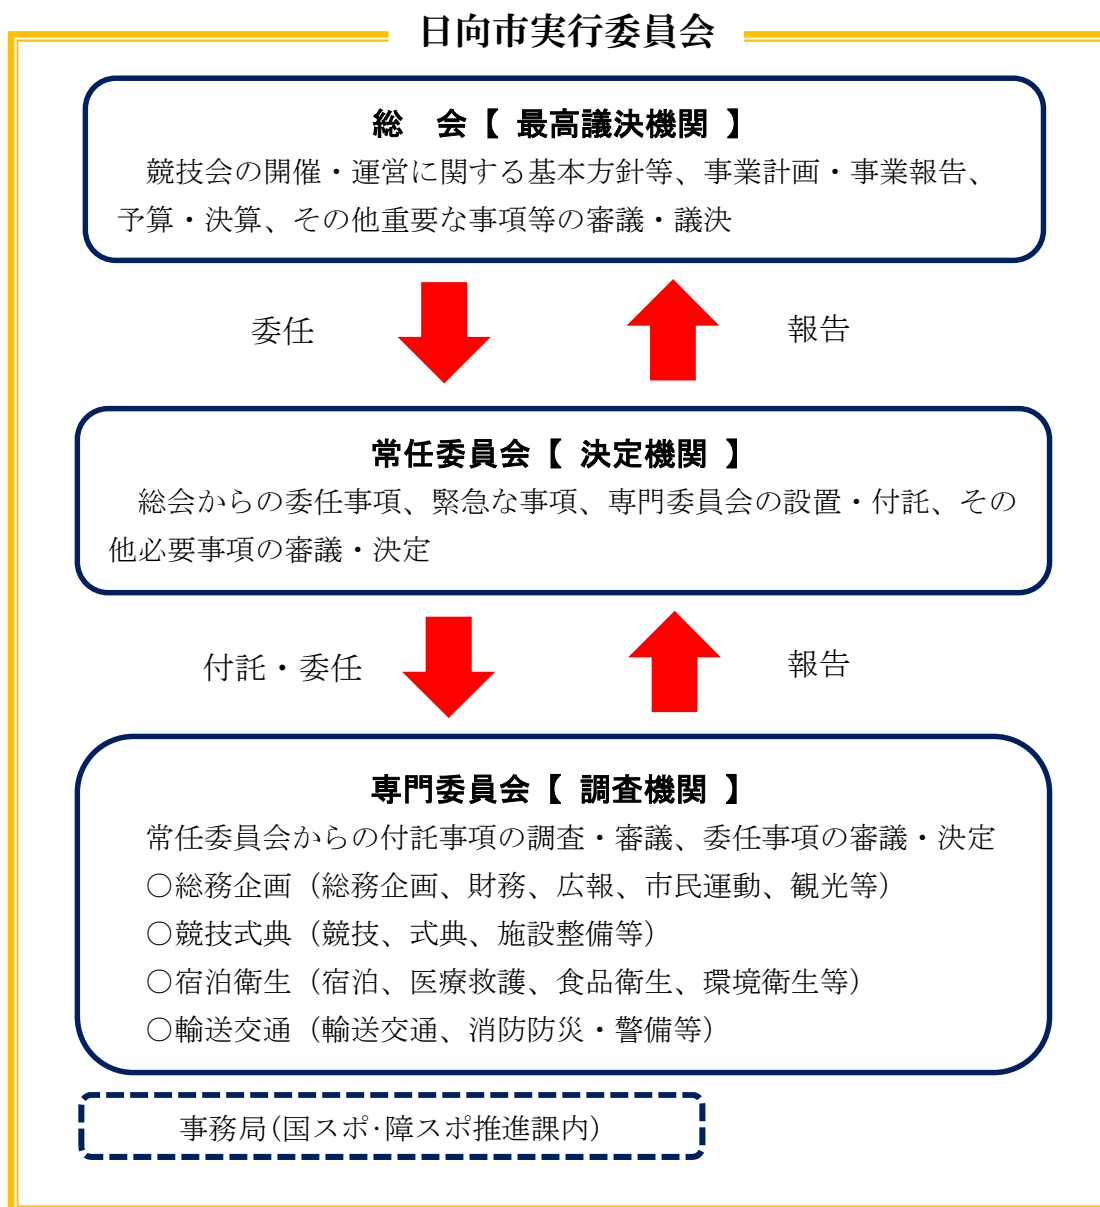 日向市実行委員会
総　会【 最高議決機関 】
競技会の開催・運営に関する基本方針等、事業計画・事業報告、
予算・決算、その他重要な事項等の審議・議決
委任
報告
常任委員会【 決定機関 】
総会からの委任事項、緊急な事項、専門委員会の設置・付託、その
他必要事項の審議・決定
付託・委任
報告
専門委員会【 調査機関 】
常任委員会からの付託事項の調査・審議、委任事項の審議・決定
○総務企画（総務企画、財務、広報、市民運動、観光等）
○競技式典（競技、式典、施設整備等）
○宿泊衛生（宿泊、医療救護、食品衛生、環境衛生等）
○輸送交通（輸送交通、消防防災・警備等）
事務局(国スポ･障スポ推進課内)